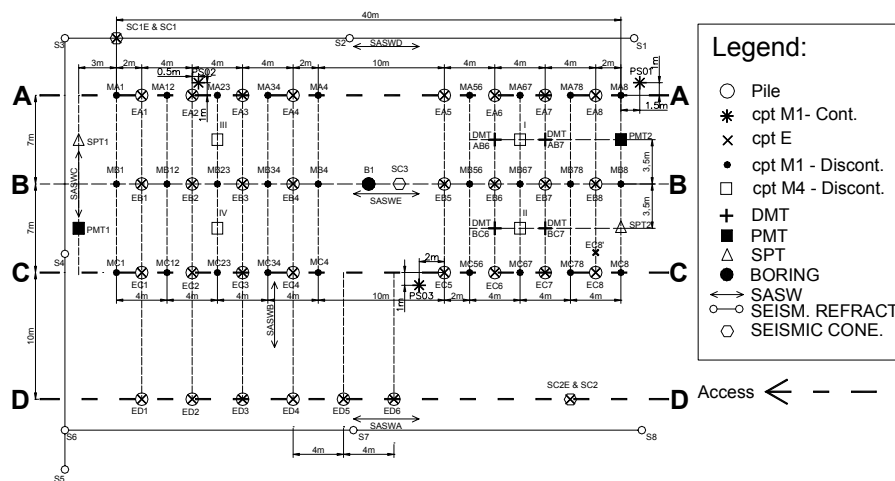 40m
SC1E & SC1
S3 S2 SASWD S1
3m 2m 4m 4m 4m 2m 10m 4m 4m 4m 2m
0.5m PS02 PS01 1m
MA1 MA12 MA23 MA34 MA4 MA56 MA67 MA78 MA8
A A
1.5m
EA1 EA2 1m EA3 EA4 EA5 EA6 EA7 EA8
7m SPT1 III DMT AB6 I DMT AB7 PMT2 3.5m
MB1 MB12 MB23 MB34 MB4 B1 SC3 MB56 MB67 MB78 MB8
B B
SASWC SASWE
EB1 EB2 EB3 EB4 EB5 EB6 EB7 EB8
7m PMT1 IV DMT BC6 II DMT BC7 SPT2 3.5m
EC8'
S4
2m
MC1 MC12 MC23 MC34 MC4 MC56 MC67 MC78 MC8
C C
EC1 EC2 EC3 EC4 PS03 EC5 EC6 EC7 EC8
4m 4m 4m 4m 10m 1m 2m 4m 4m 4m
10m SASWB
SC2E & SC2
D D
ED1 ED2 ED3 ED4 ED5 ED6
SASWA
S6 S7 S8
4m 4m
S5
Legend:
Pile
cpt M1- Cont.
cpt E
cpt M1 - Discont.
cpt M4 - Discont.
DMT
PMT
SPT
BORING
SASW
SEISM. REFRACT
SEISMIC CONE.
Access